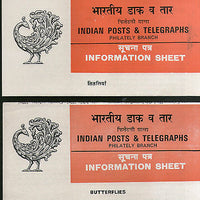 भारतीय डाक व तार
फिलैटली शाखा
INDIAN POSTS & TELEGRAPHS
PHILATELY BRANCH
सूचना पत्र
INFORMATION SHEET
तितलियां
भारतीय डाक व तार
फिलैटली शाखा
INDIAN POSTS & TELEGRAPHS
PHILATELY BRANCH
सूचना पत्र
INFORMATION SHEET
BUTTERFLIES